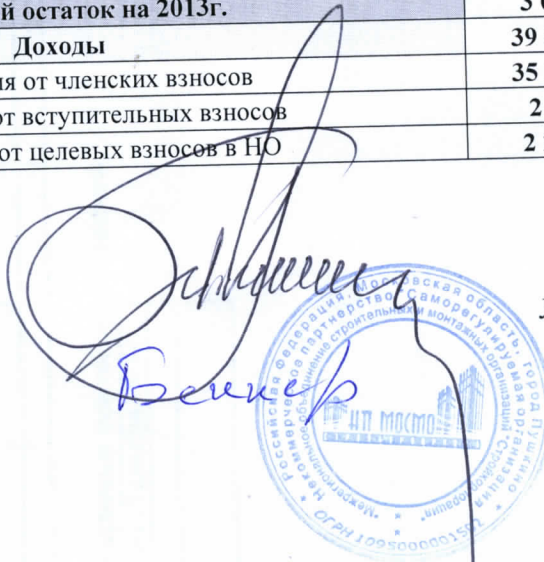 й остаток на 2013г.
Доходы 39
ия от членских взносов 35
от вступительных взносов 2
от целевых взносов в НО 2
Российская Федерация, Московская область, город Пушкино
Некоммерческое партнерство Саморегулируемая организация
"Межрегиональное объединение строительных и монтажных организаций "Стройкорпорация"
НП МОСМО
ОГРН 1095000001552